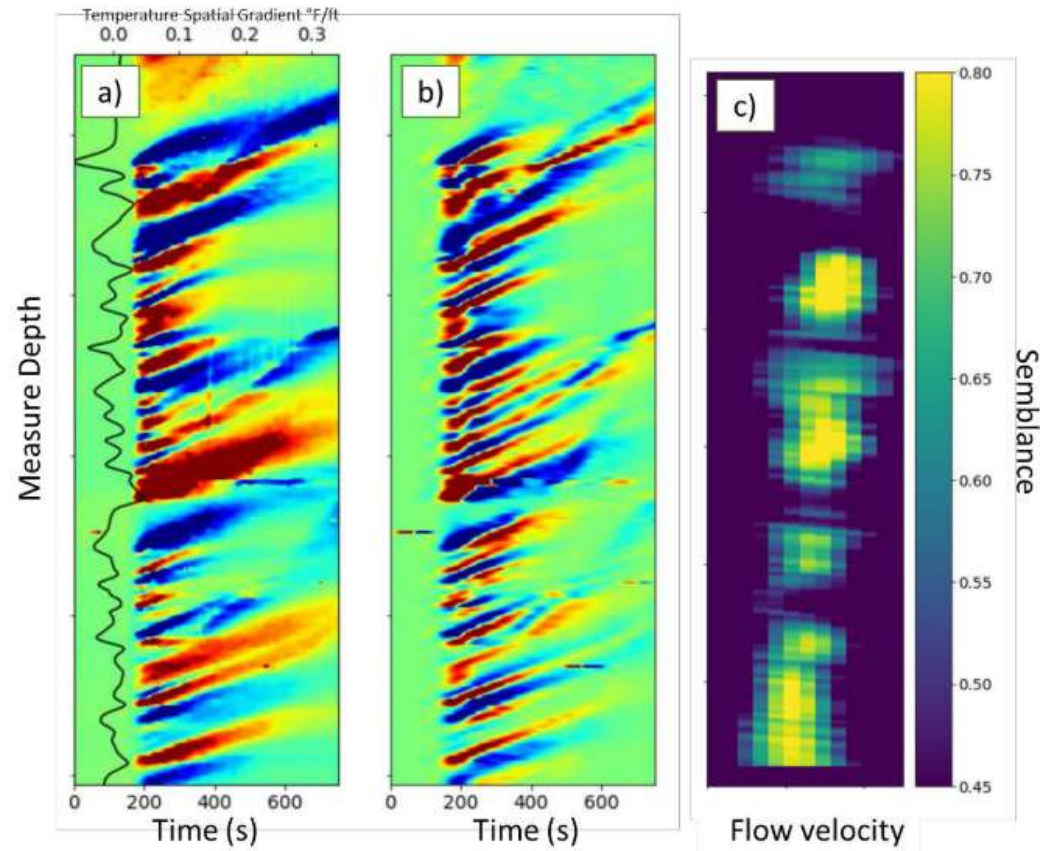 Temperature Spatial Gradient °F/ft
0.0 0.1 0.2 0.3
a)
b)
c)
Measure Depth
0 200 400 600
Time (s)
0 200 400 600
Time (s)
Flow velocity
0.80
0.75
0.70
0.65
0.60
0.55
0.50
0.45
Semblance